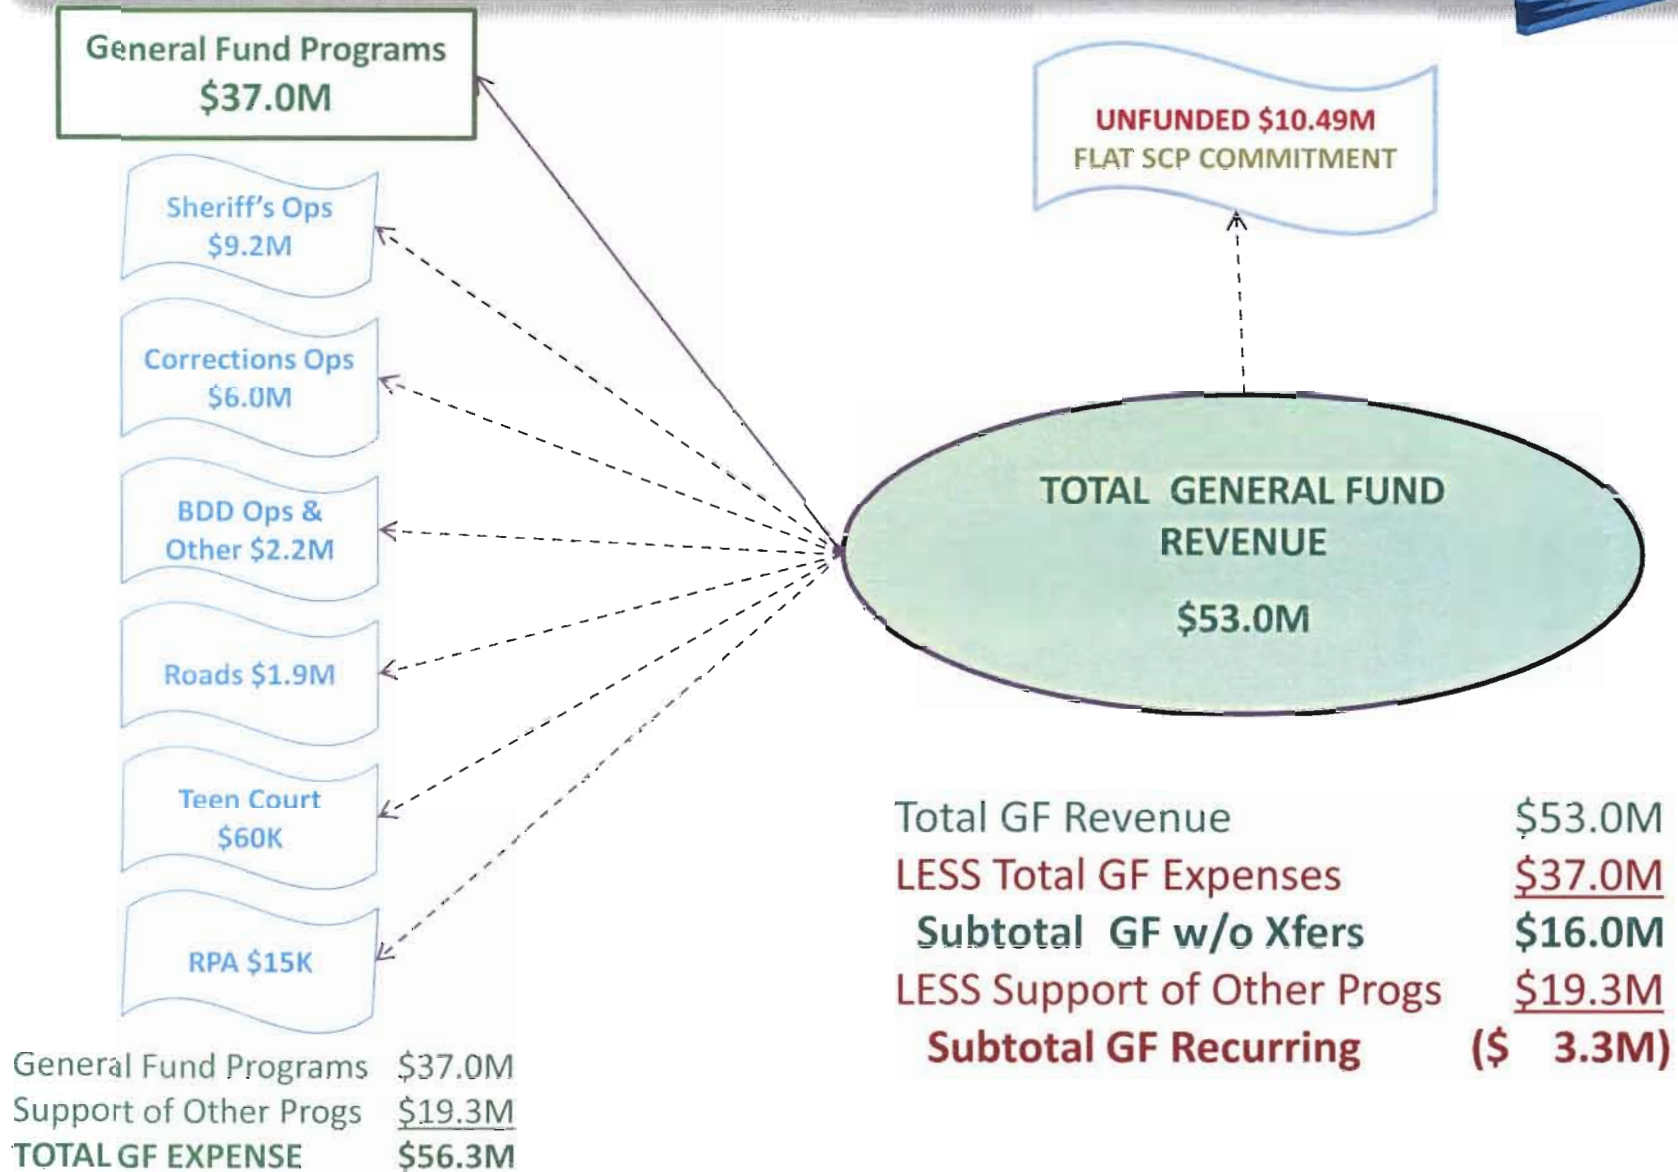 General Fund Programs
$37.0M
UNFUNDED $10.49M
FLAT SCP COMMITMENT
Sheriff's Ops
$9.2M
Corrections Ops
$6.0M
BDD Ops &
Other $2.2M
Roads $1.9M
Teen Court
$60K
RPA $15K
TOTAL GENERAL FUND
REVENUE
$53.0M
General Fund Programs $37.0M
Support of Other Progs $19.3M
TOTAL GF EXPENSE $56.3M
Total GF Revenue $53.0M
LESS Total GF Expenses $37.0M
Subtotal GF w/o Xfers $16.0M
LESS Support of Other Progs $19.3M
Subtotal GF Recurring ($ 3.3M)